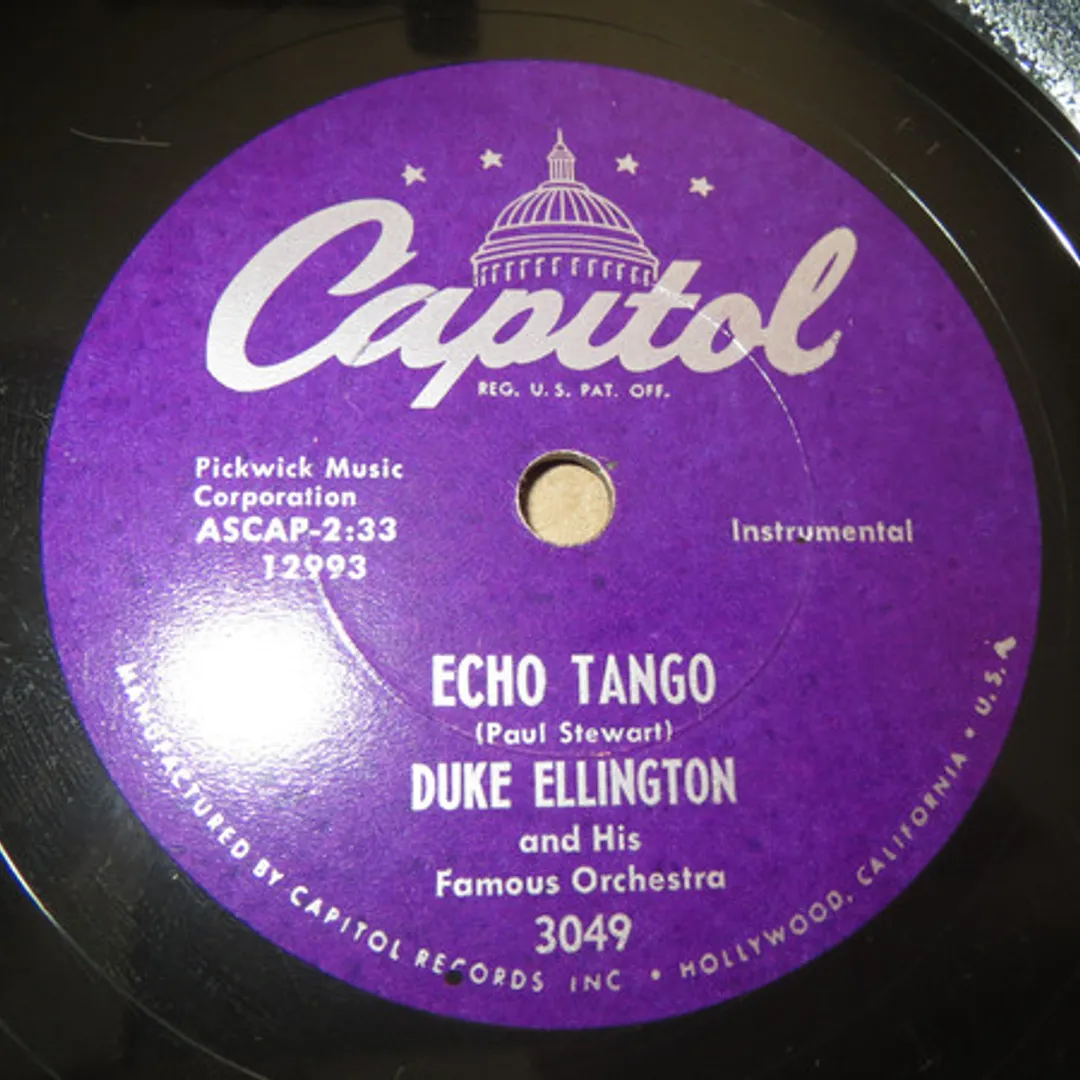 Capitol
REG. U.S. PAT. OFF.
Pickwick Music
Corporation
ASCAP-2:33
12993
Instrumental
ECHO TANGO
(Paul Stewart)
DUKE ELLINGTON
and His
Famous Orchestra
3049
MANUFACTURED BY CAPITOL RECORDS INC • HOLLYWOOD, CALIFORNIA • U.S.A